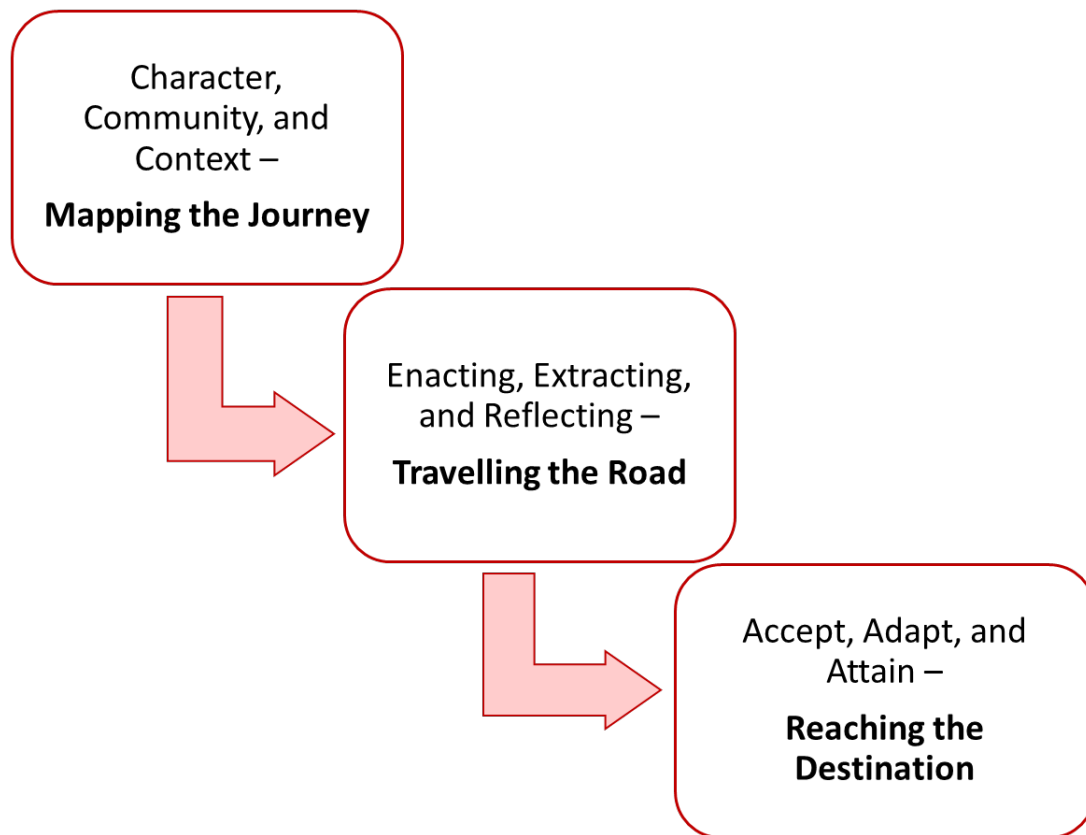 Character,
Community, and
Context –
Mapping the Journey
Enacting, Extracting,
and Reflecting –
Travelling the Road
Accept, Adapt, and
Attain –
Reaching the
Destination